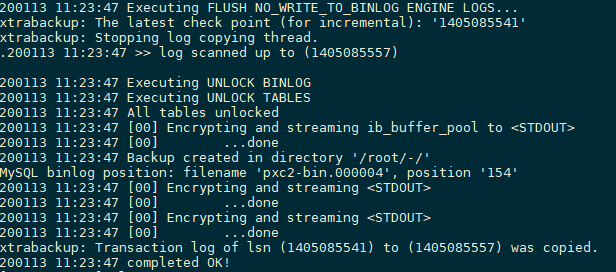 200113 11:23:47 Executing FLUSH NO_WRITE_TO_BINLOG ENGINE LOGS...
xtrabackup: The latest check point (for incremental): '1405085541'
xtrabackup: Stopping log copying thread.
.200113 11:23:47 >> log scanned up to (1405085557)
200113 11:23:47 Executing UNLOCK BINLOG
200113 11:23:47 Executing UNLOCK TABLES
200113 11:23:47 All tables unlocked
200113 11:23:47 [00] Encrypting and streaming ib_buffer_pool to <STDOUT>
200113 11:23:47 [00] ...done
200113 11:23:47 Backup created in directory '/root/-/'
MySQL binlog position: filename 'pxc2-bin.000004', position '154'
200113 11:23:47 [00] Encrypting and streaming <STDOUT>
200113 11:23:47 [00] ...done
200113 11:23:47 [00] Encrypting and streaming <STDOUT>
200113 11:23:47 [00] ...done
xtrabackup: Transaction log of lsn (1405085541) to (1405085557) was copied.
200113 11:23:47 completed OK!